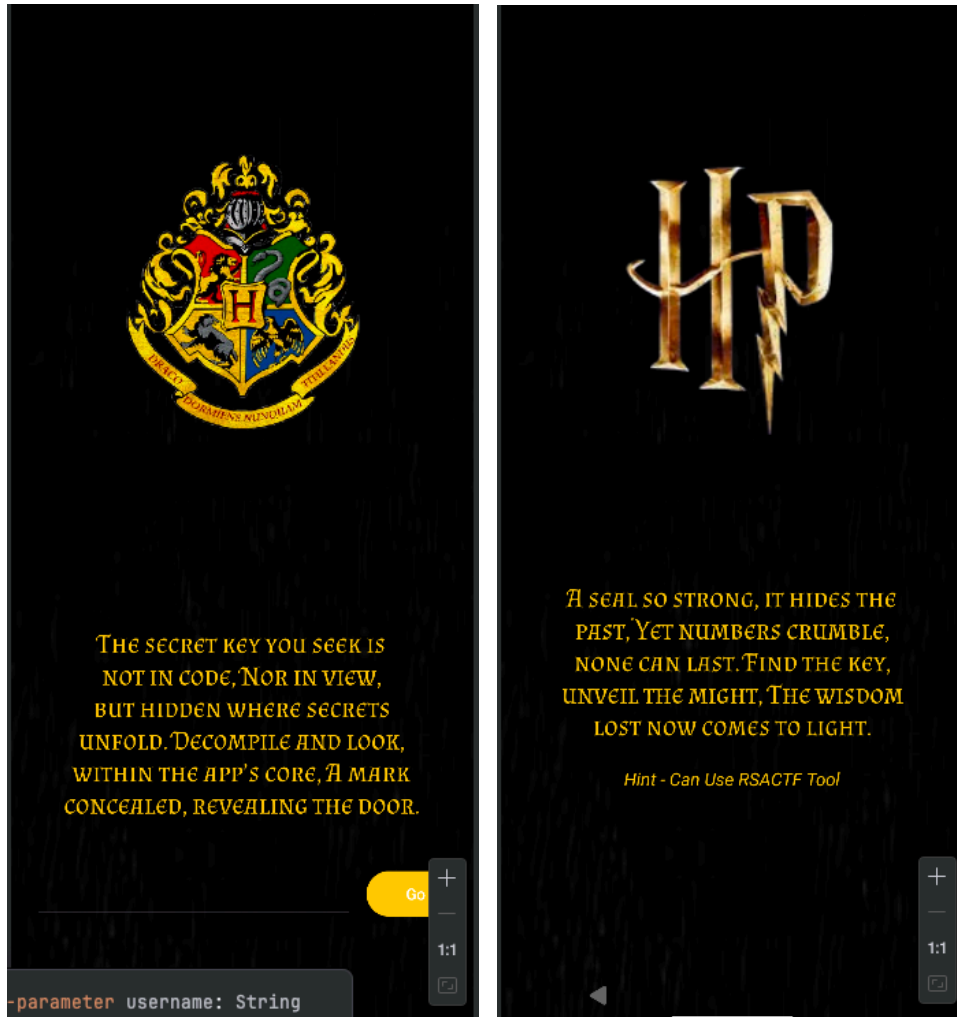 DRACO
DORMIENS NUNQUAM
TITILLANDUS
H
THE SECRET KEY YOU SEEK IS
NOT IN CODE, NOR IN VIEW,
BUT HIDDEN WHERE SECRETS
UNFOLD. DECOMPILE AND LOOK,
WITHIN THE APP'S CORE, A MARK
CONCEALED, REVEALING THE DOOR.
Go
1:1
-parameter username: String
HP
A SEAL SO STRONG, IT HIDES THE
PAST, YET NUMBERS CRUMBLE,
NONE CAN LAST. FIND THE KEY,
UNVEIL THE MIGHT, THE WISDOM
LOST NOW COMES TO LIGHT.
Hint - Can Use RSACTF Tool
1:1